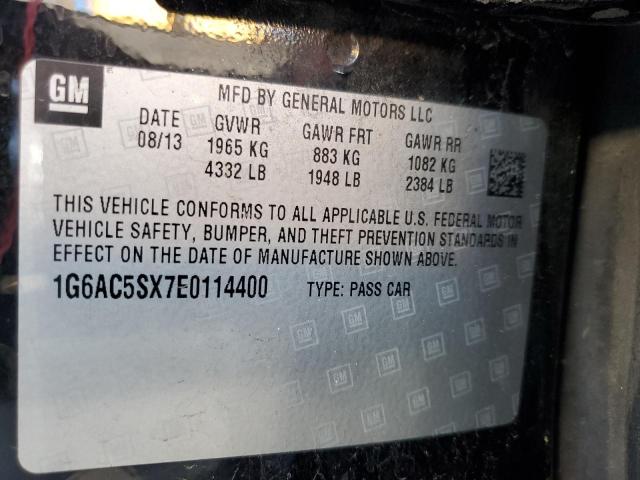 GM
MFD BY GENERAL MOTORS LLC
DATE GVWR GAWR FRT GAWR RR
08/13 1965 KG 883 KG 1082 KG
4332 LB 1948 LB 2384 LB
THIS VEHICLE CONFORMS TO ALL APPLICABLE U.S. FEDERAL MOTOR
VEHICLE SAFETY, BUMPER, AND THEFT PREVENTION STANDARDS IN
EFFECT ON THE DATE OF MANUFACTURE SHOWN ABOVE.
1G6AC5SX7E0114400 TYPE: PASS CAR